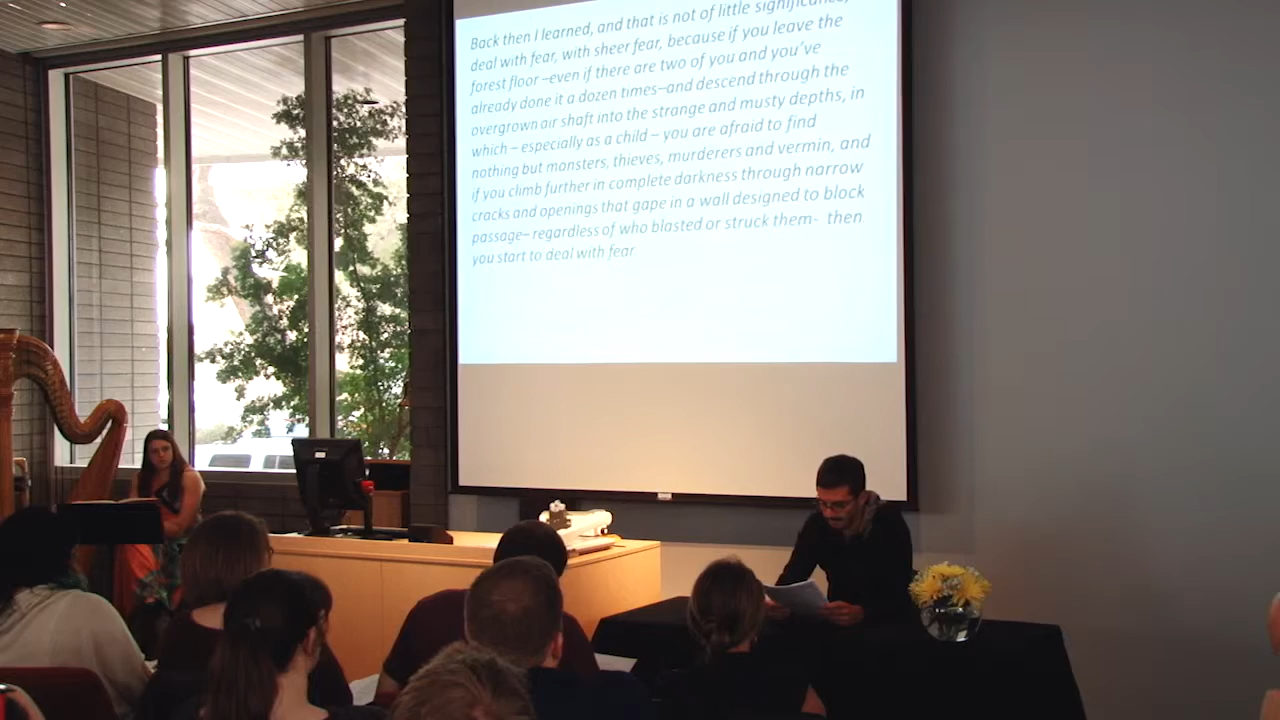 Back then I learned, and that is not of little significance,
deal with fear, with sheer fear, because if you leave the
forest floor –even if there are two of you and you've
already done it a dozen times–and descend through the
overgrown air shaft into the strange and musty depths, in
which – especially as a child – you are afraid to find
nothing but monsters, thieves, murderers and vermin, and
if you climb further in complete darkness through narrow
cracks and openings that gape in a wall designed to block
passage– regardless of who blasted or struck them- then
you start to deal with fear.